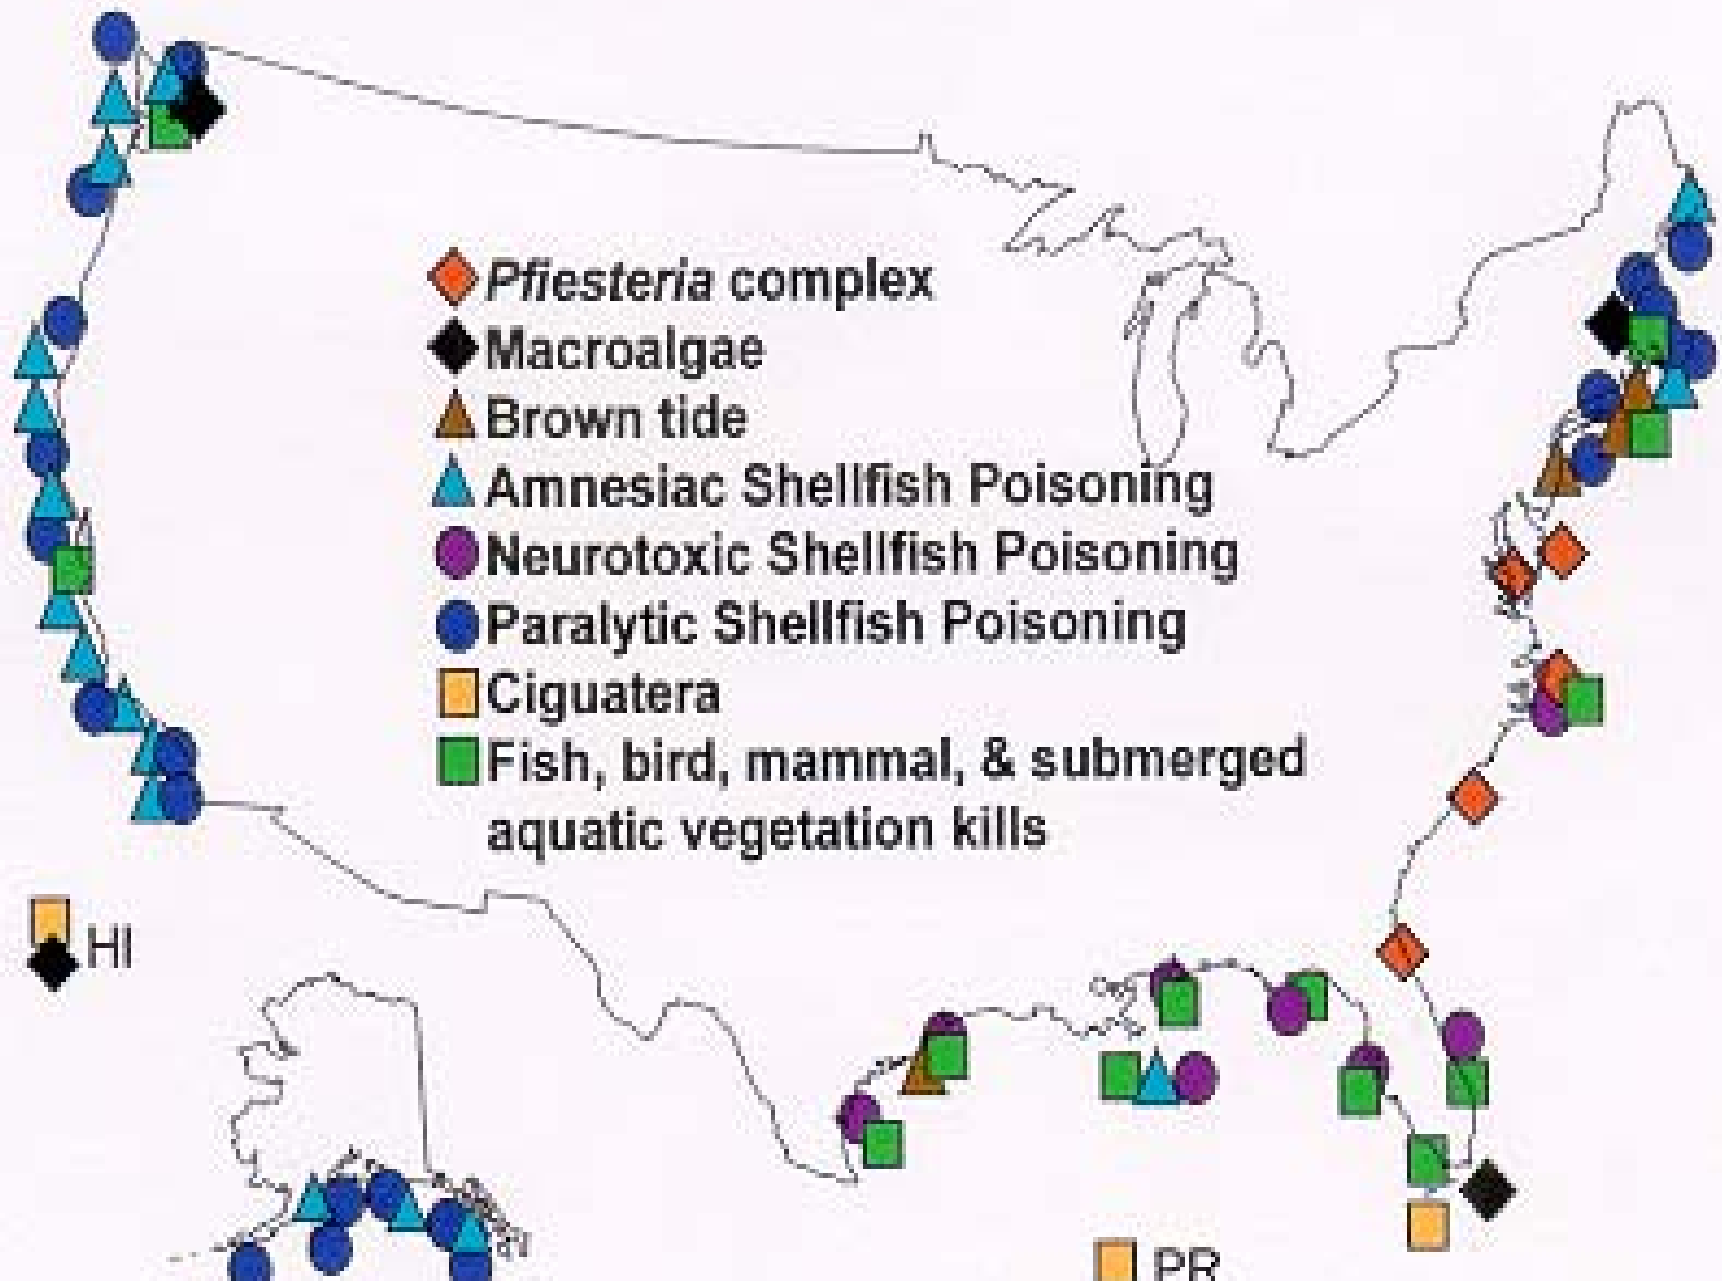 Pfiesteria complex
Macroalgae
Brown tide
Amnesiac Shellfish Poisoning
Neurotoxic Shellfish Poisoning
Paralytic Shellfish Poisoning
Ciguatera
Fish, bird, mammal, & submerged
aquatic vegetation kills
HI
PR